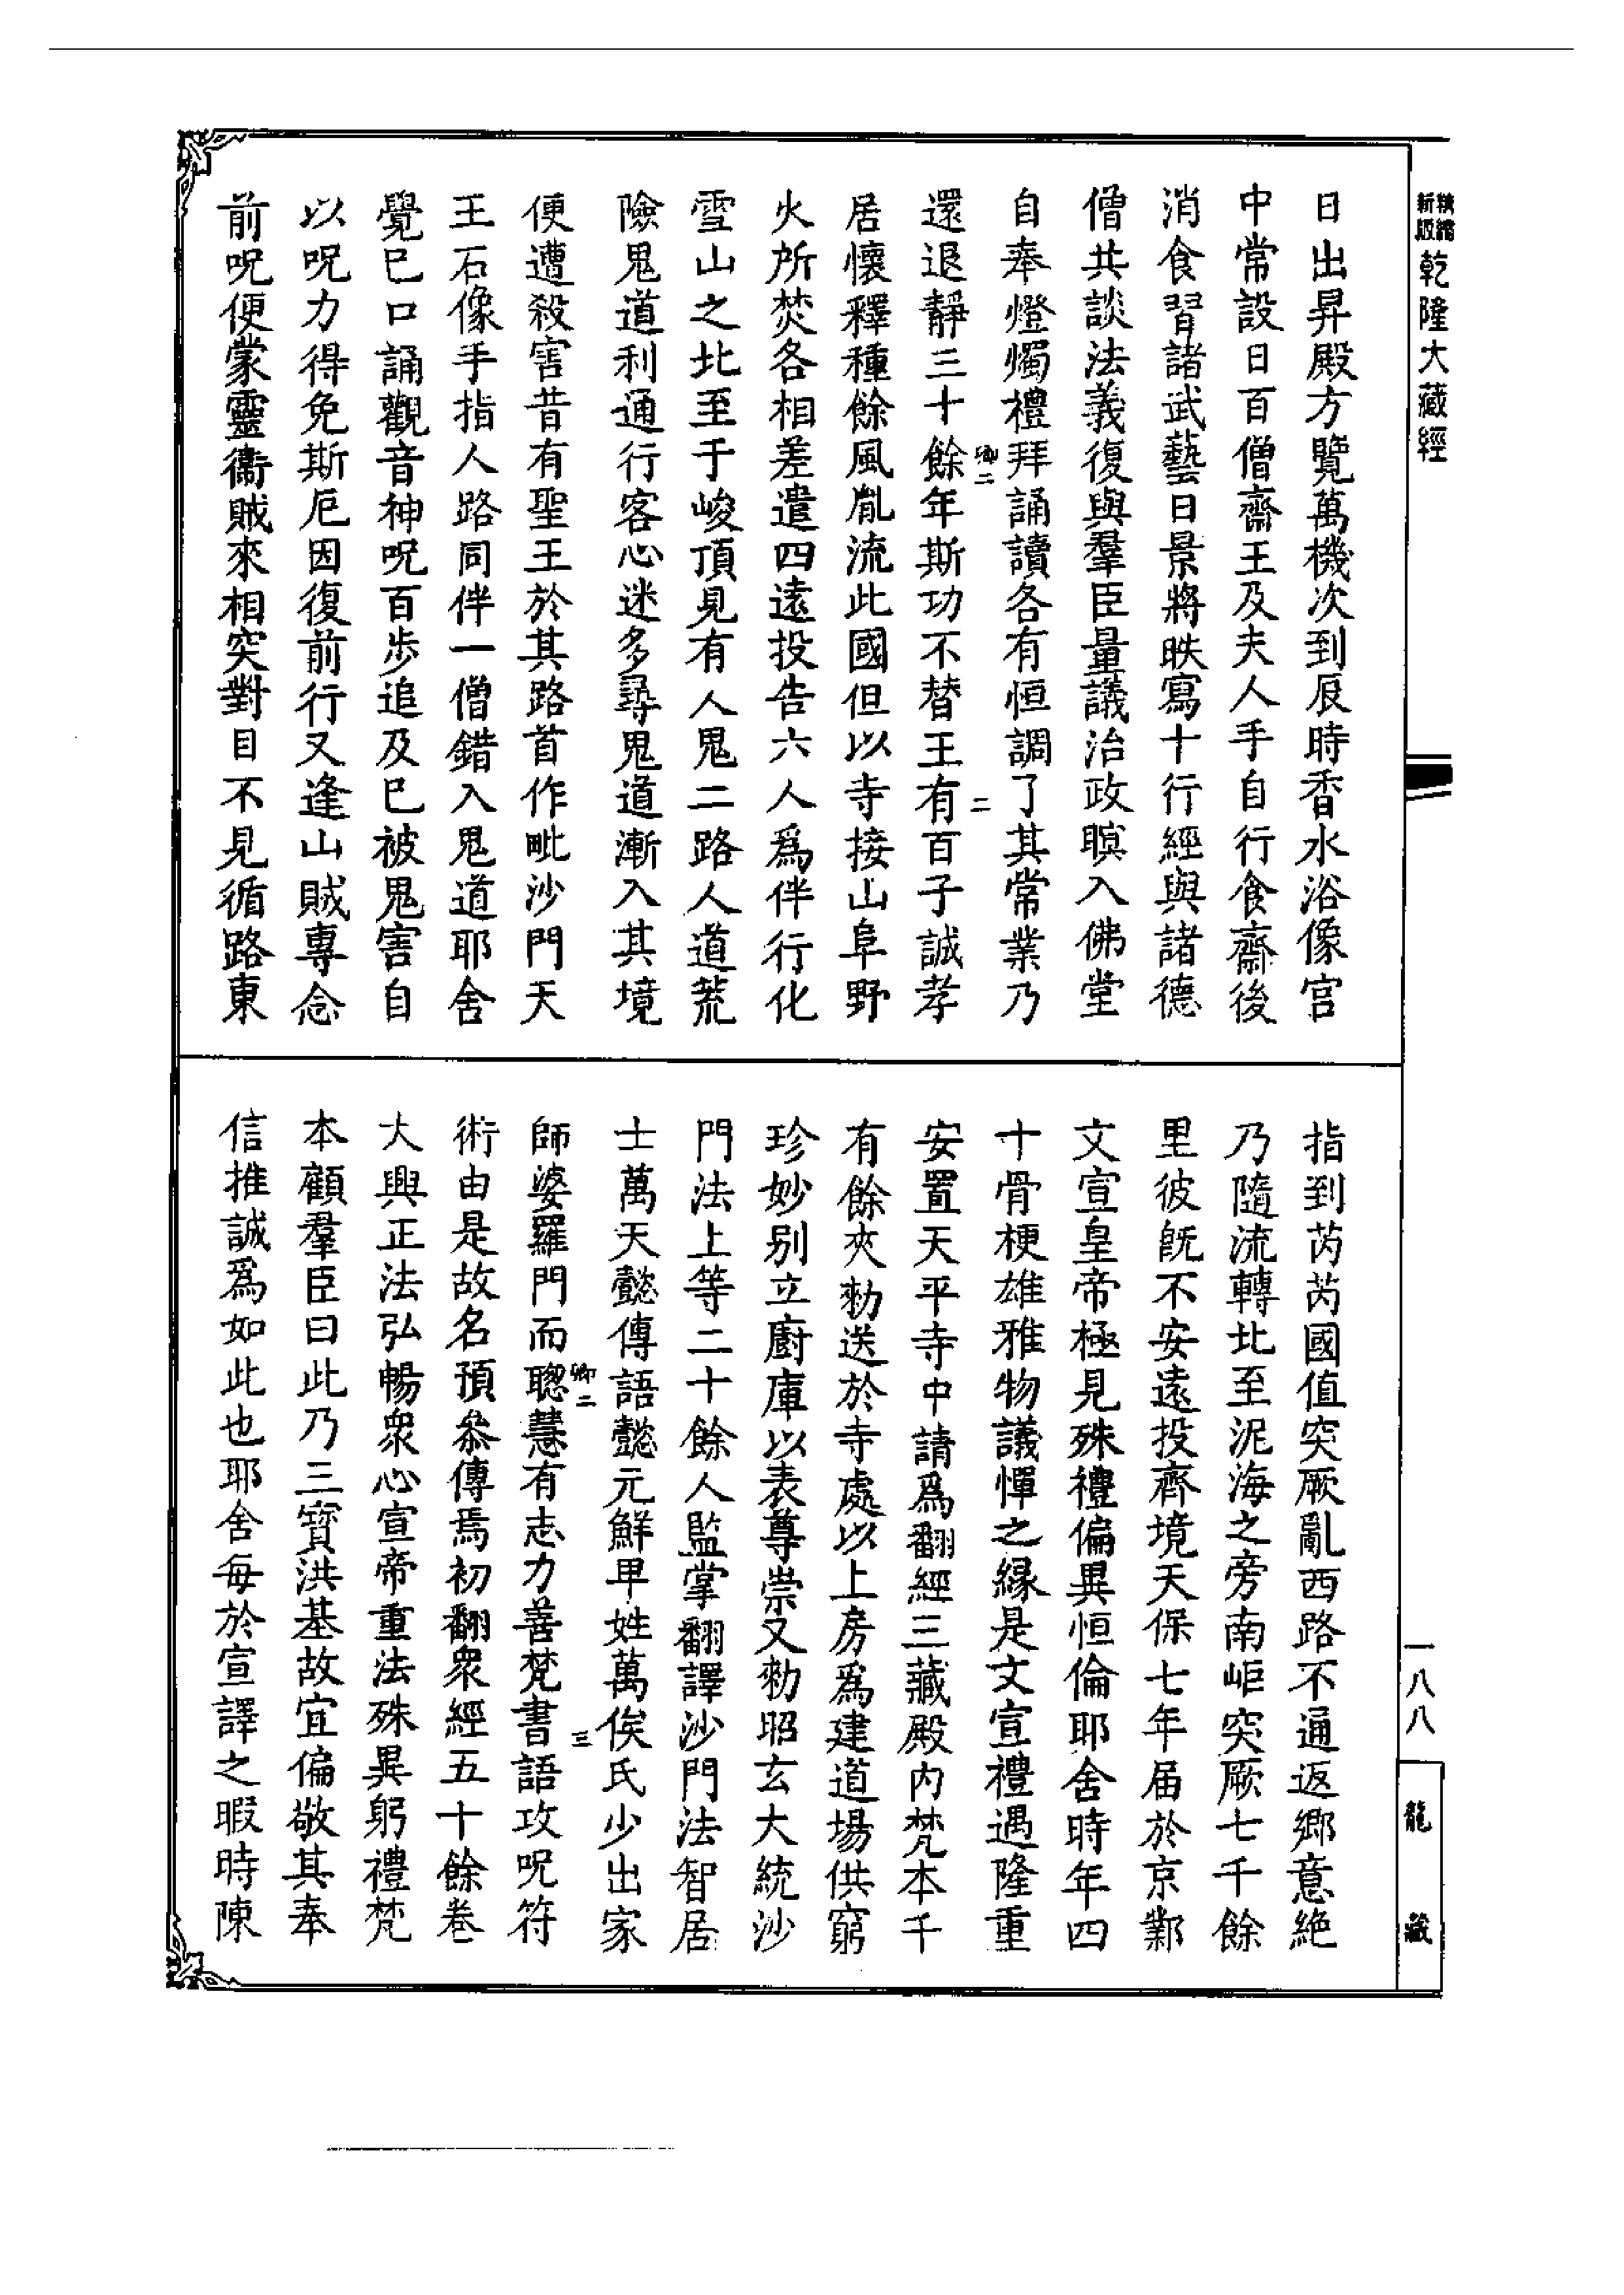 精縮
新版
乾隆大藏經
日出昇殿方覽萬機次到辰時香水浴像宮
中常設日百僧齋王及夫人手自行食齋後
消食習諸武藝日景將昳寫十行經與諸德
僧共談法義復與羣臣量議治政暝入佛堂
自奉燈燭禮拜誦讀各有恒調了其常業乃
卿二
二
還退靜三十餘年斯功不替王有百子誠孝
居懷釋種餘風胤流此國但以寺接山阜野
火所焚各相差遣四遠投告六人爲伴行化
雪山之北至于峻頂見有人鬼二路人道荒
險鬼道利通行客心迷多尋鬼道漸入其境
便遭殺害昔有聖王於其路首作毗沙門天
王石像手指人路同伴一僧錯入鬼道耶舍
覺已口誦觀音神呪百步追及已被鬼害自
以呪力得免斯厄因復前行又逢山賊專念
前呪便蒙靈衞賊來相突對目不見循路東
指到芮芮國值突厥亂西路不通返鄉意絕
乃隨流轉北至泥海之旁南岠突厥七千餘
里彼旣不安遠投齊境天保七年届於京鄴
文宣皇帝極見殊禮偏異恒倫耶舍時年四
十骨梗雄雅物議憚之緣是文宣禮遇隆重
安置天平寺中請爲翻經三藏殿内梵本千
有餘夾勑送於寺處以上房爲建道場供窮
珍妙别立廚庫以表尊崇又勑昭玄大統沙
門法上等二十餘人監掌翻譯沙門法智居
士萬天懿傳語懿元鮮甲姓萬俟氏少出家
卿二
三
師婆羅門而聰慧有志力善梵書語攻呪符
術由是故名預叅傳焉初翻衆經五十餘卷
大興正法弘暢衆心宣帝重法殊異躬禮梵
本顧羣臣曰此乃三寳洪基故宜偏敬其奉
信推誠爲如此也耶舍每於宣譯之暇時陳
一八八
龍藏